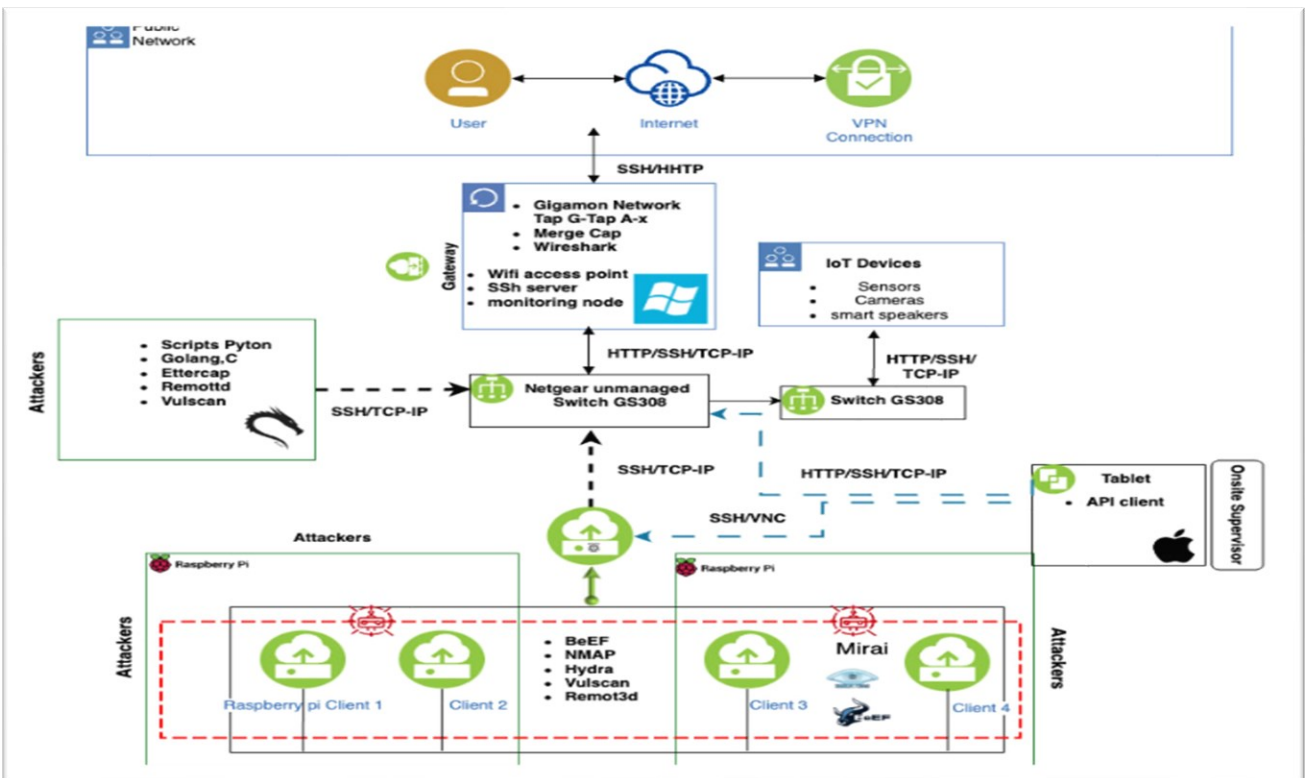 Public
Network
User
Internet
VPN
Connection
SSH/HHTP
Gigamon Network
Tap G-Tap A-x
Merge Cap
Wireshark
Wifi access point
SSh server
monitoring node
Gateway
IoT Devices
Sensors
Cameras
smart speakers
Attackers
Scripts Pyton
Golang,C
Ettercap
Remottd
Vulscan
HTTP/SSH/TCP-IP
HTTP/SSH/
TCP-IP
SSH/TCP-IP
Netgear unmanaged
Switch GS308
Switch GS308
SSH/TCP-IP
HTTP/SSH/TCP-IP
Tablet
API client
Onsite Supervisor
SSH/VNC
Attackers
Raspberry Pi
Raspberry Pi
Attackers
BeEF
NMAP
Hydra
Vulscan
Remot3d
Mirai
BeEF
Attackers
Raspberry pi Client 1
Client 2
Client 3
Client 4